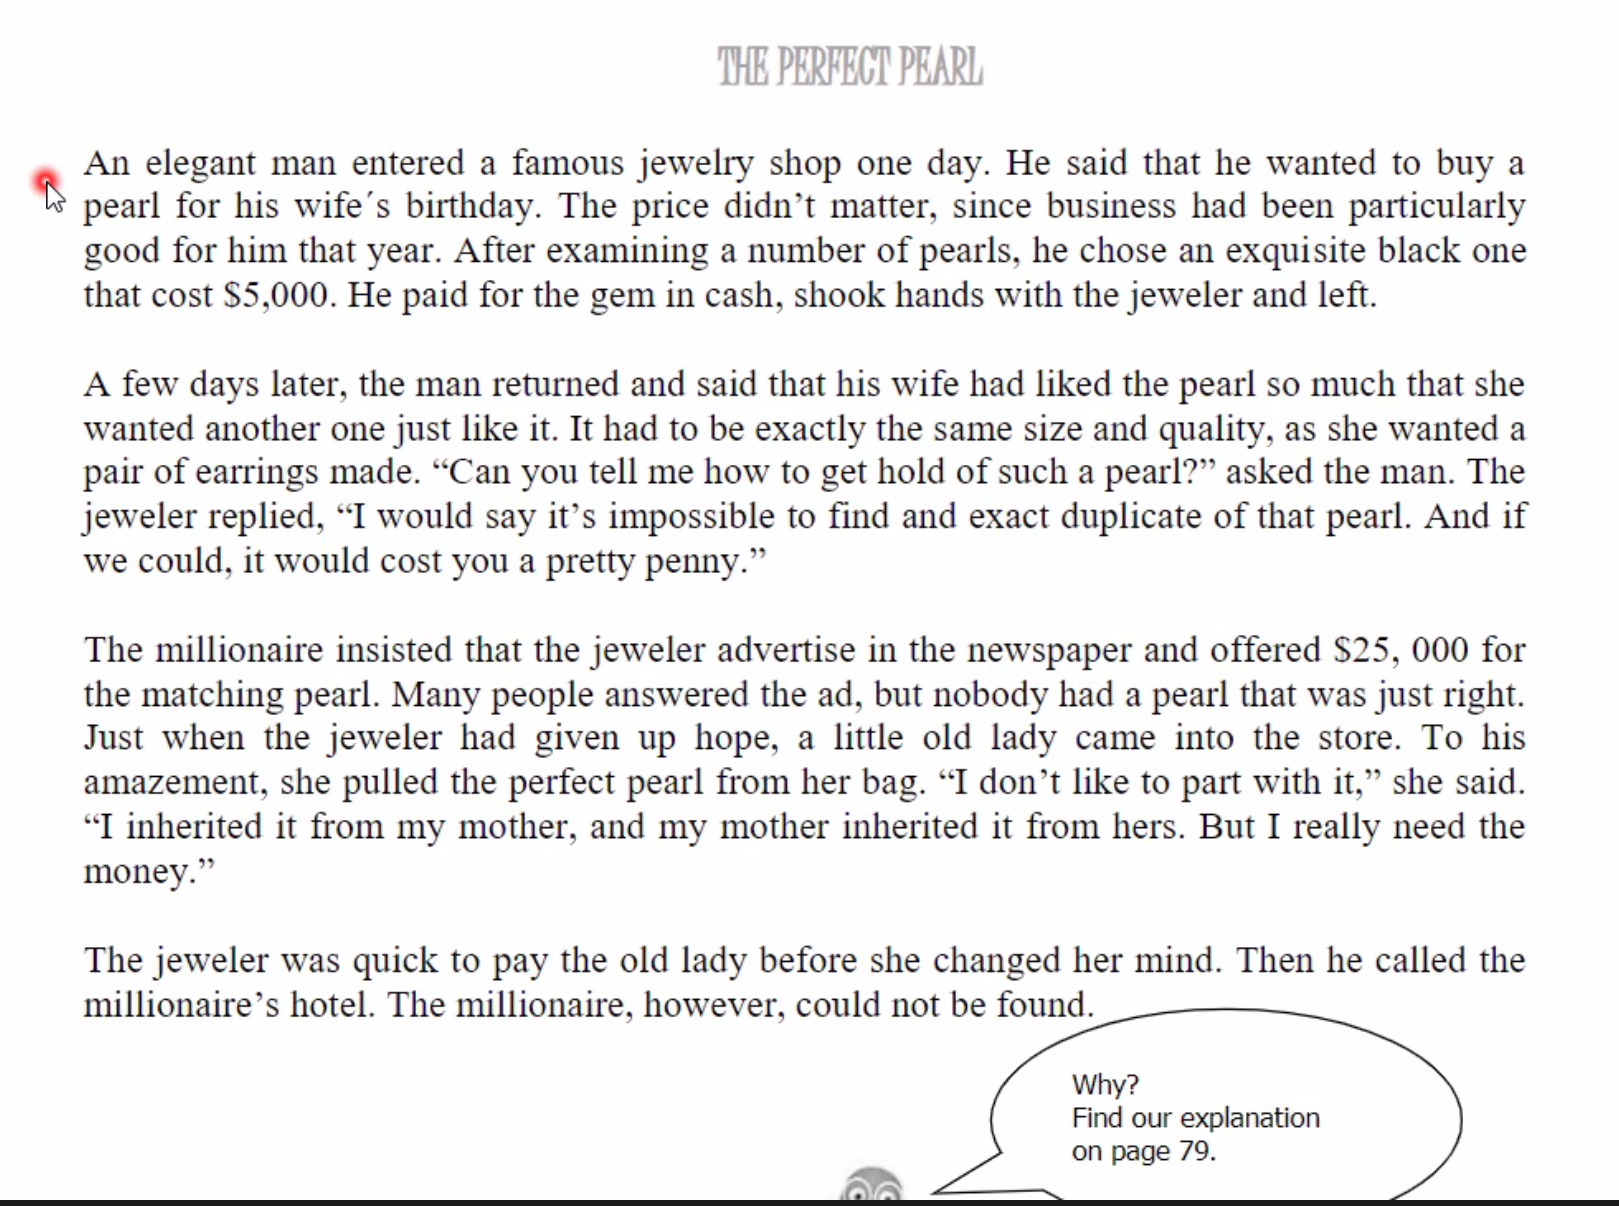 THE PERFECT PEARL
An elegant man entered a famous jewelry shop one day. He said that he wanted to buy a
pearl for his wife´s birthday. The price didn’t matter, since business had been particularly
good for him that year. After examining a number of pearls, he chose an exquisite black one
that cost $5,000. He paid for the gem in cash, shook hands with the jeweler and left.
A few days later, the man returned and said that his wife had liked the pearl so much that she
wanted another one just like it. It had to be exactly the same size and quality, as she wanted a
pair of earrings made. “Can you tell me how to get hold of such a pearl?” asked the man. The
jeweler replied, “I would say it’s impossible to find and exact duplicate of that pearl. And if
we could, it would cost you a pretty penny.”
The millionaire insisted that the jeweler advertise in the newspaper and offered $25, 000 for
the matching pearl. Many people answered the ad, but nobody had a pearl that was just right.
Just when the jeweler had given up hope, a little old lady came into the store. To his
amazement, she pulled the perfect pearl from her bag. “I don’t like to part with it,” she said.
“I inherited it from my mother, and my mother inherited it from hers. But I really need the
money.”
The jeweler was quick to pay the old lady before she changed her mind. Then he called the
millionaire’s hotel. The millionaire, however, could not be found.
Why?
Find our explanation
on page 79.